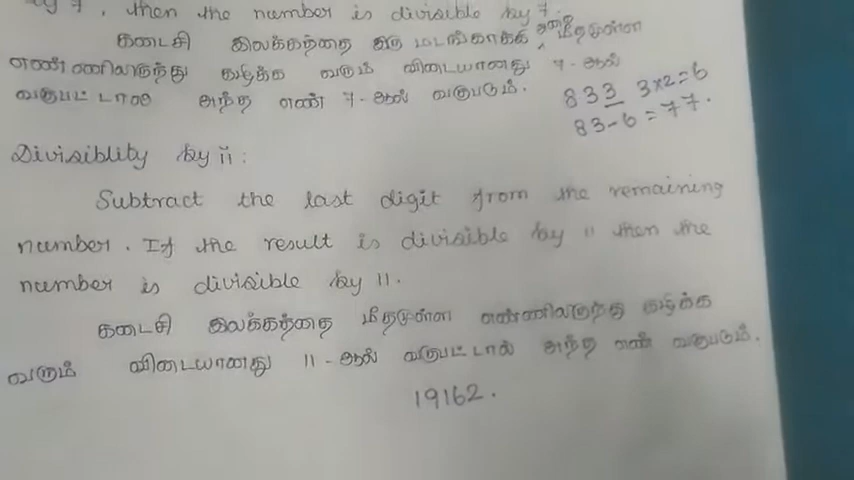 by 7, then the number is divisible by 7.
கடைசி இலக்கத்தை இரு மடங்காக்கி அதை மீதமுள்ள
எண்ணிலிருந்து கழிக்க வரும் விடையானது 7-ஆல்
வகுபட்டால் அந்த எண் 7-ஆல் வகுபடும்.
833 3×2=6
83-6=77.
Divisiblity by 11:
Subtract the last digit from the remaining
number. If the result is divisible by 11 then the
number is divisible by 11.
கடைசி இலக்கத்தை மீதமுள்ள எண்ணிலிருந்து கழிக்க
வரும் விடையானது 11-ஆல் வகுபட்டால் அந்த எண் வகுபடும்.
19162.